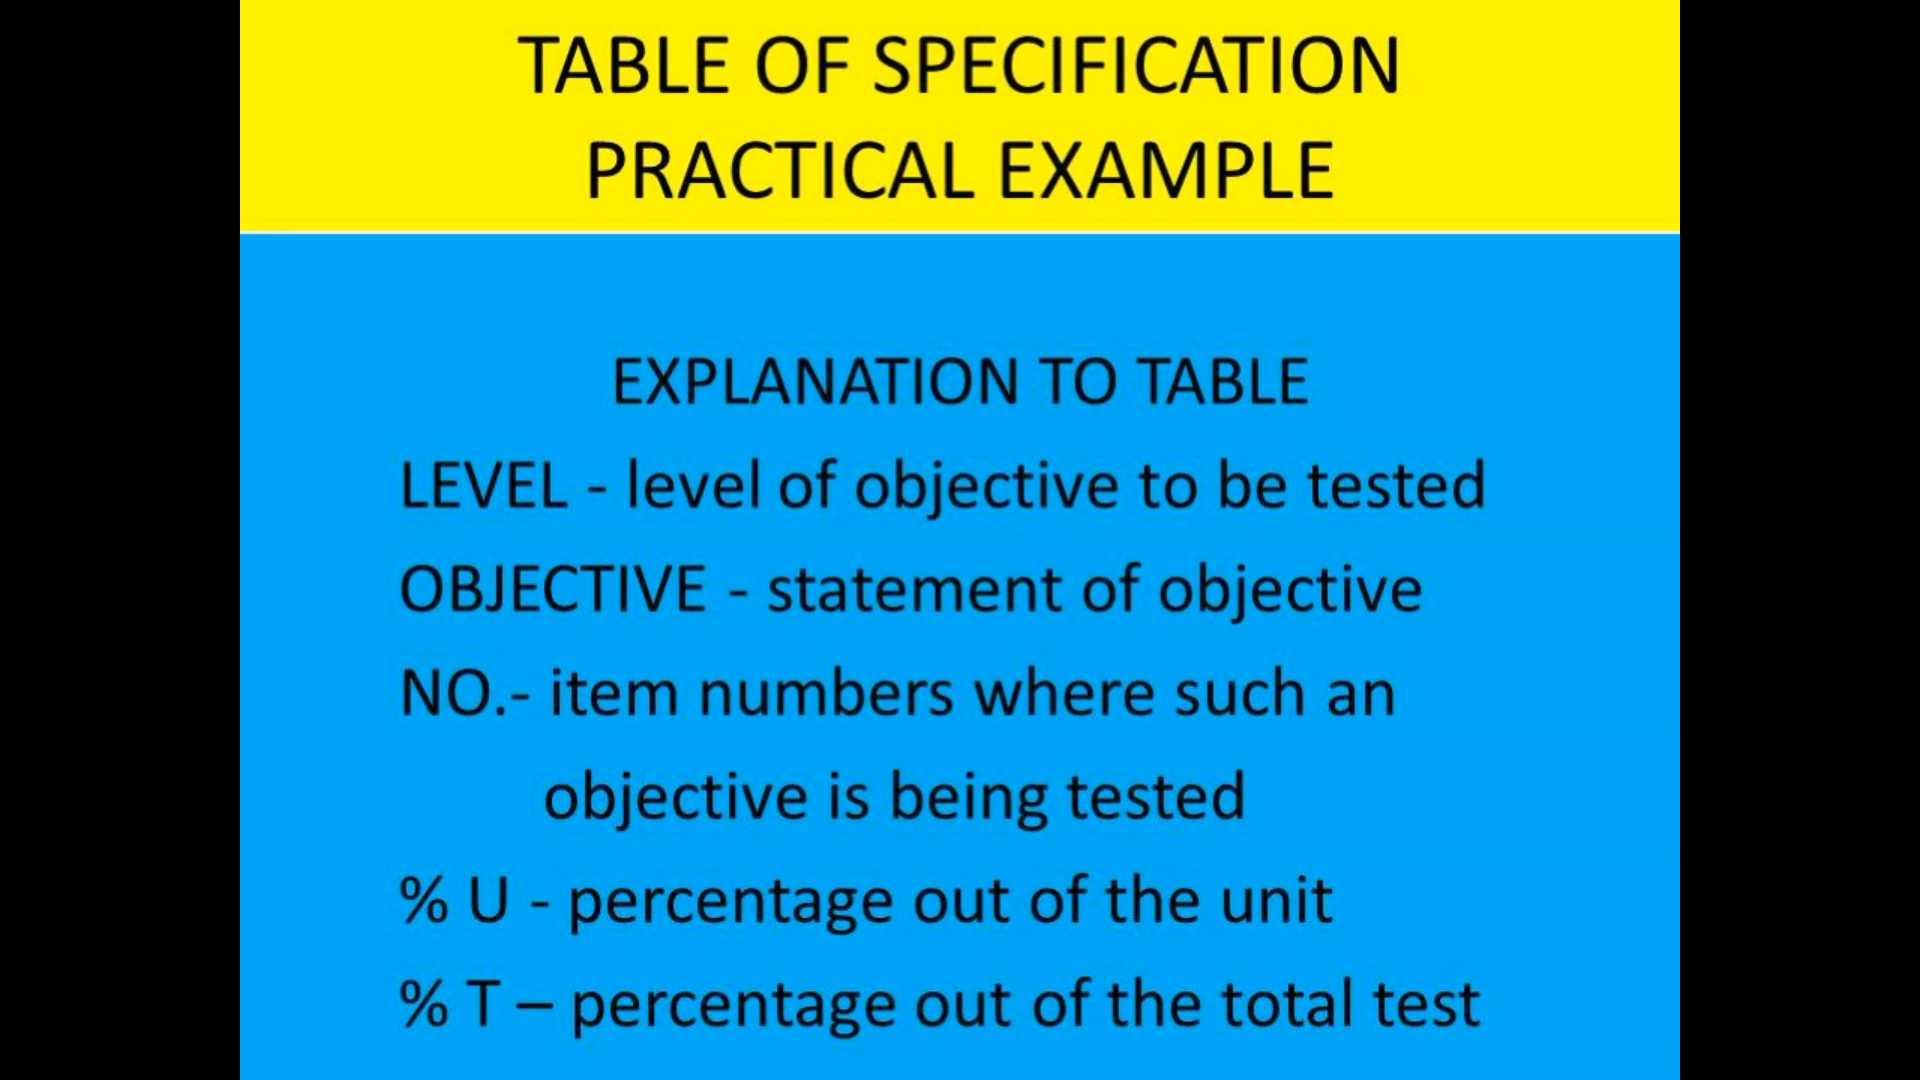 TABLE OF SPECIFICATION
PRACTICAL EXAMPLE
EXPLANATION TO TABLE
LEVEL - level of objective to be tested
OBJECTIVE - statement of objective
NO.- item numbers where such an
objective is being tested
% U - percentage out of the unit
% T – percentage out of the total test